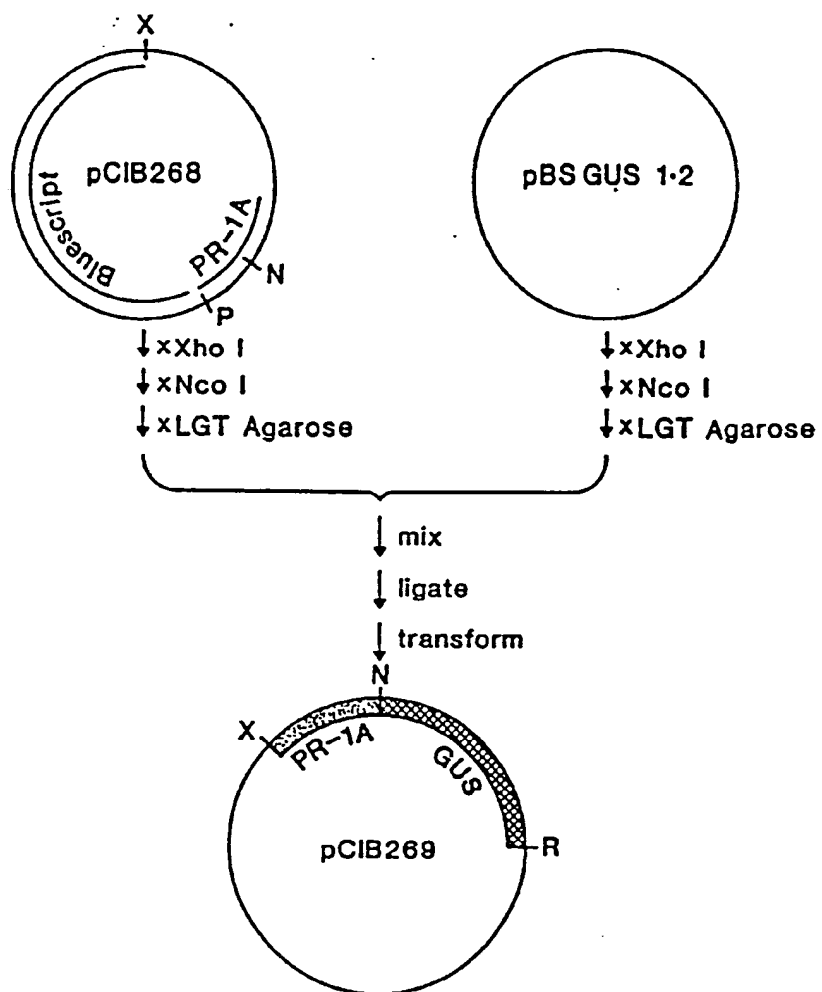 X
pCIB268
Bluescript
PR-1A
N
P
pBS GUS 1·2
xXho I
xNco I
xLGT Agarose
xXho I
xNco I
xLGT Agarose
mix
ligate
transform
N
X
PR-1A
GUS
R
pCIB269